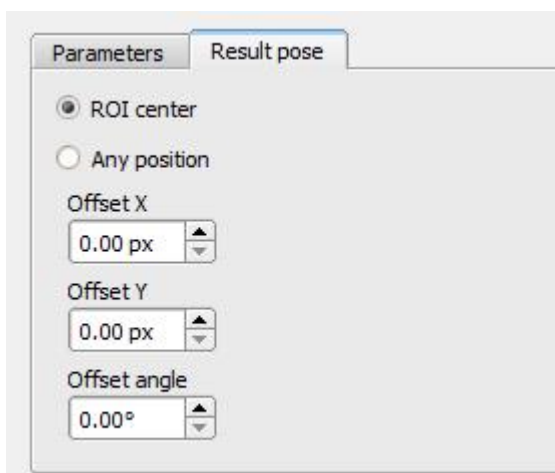 Parameters Result pose
ROI center
Any position
Offset X
0.00 px
Offset Y
0.00 px
Offset angle
0.00°